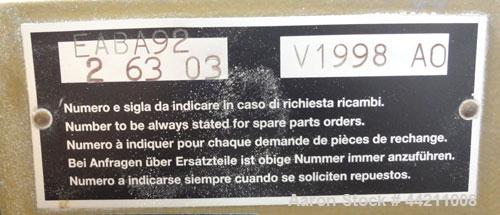 EABA92
2 63 03
V1998 A0
Numero e sigla da indicare in caso di richiesta ricambi.
Number to be always stated for spare parts orders.
Numero à indiquer pour chaque demande de pièces de rechange.
Bei Anfragen über Ersatzteile ist obige Nummer immer anzuführen.
Numero a indicarse siempre cuando se soliciten repuestos.
Aaron Stock # 44211008